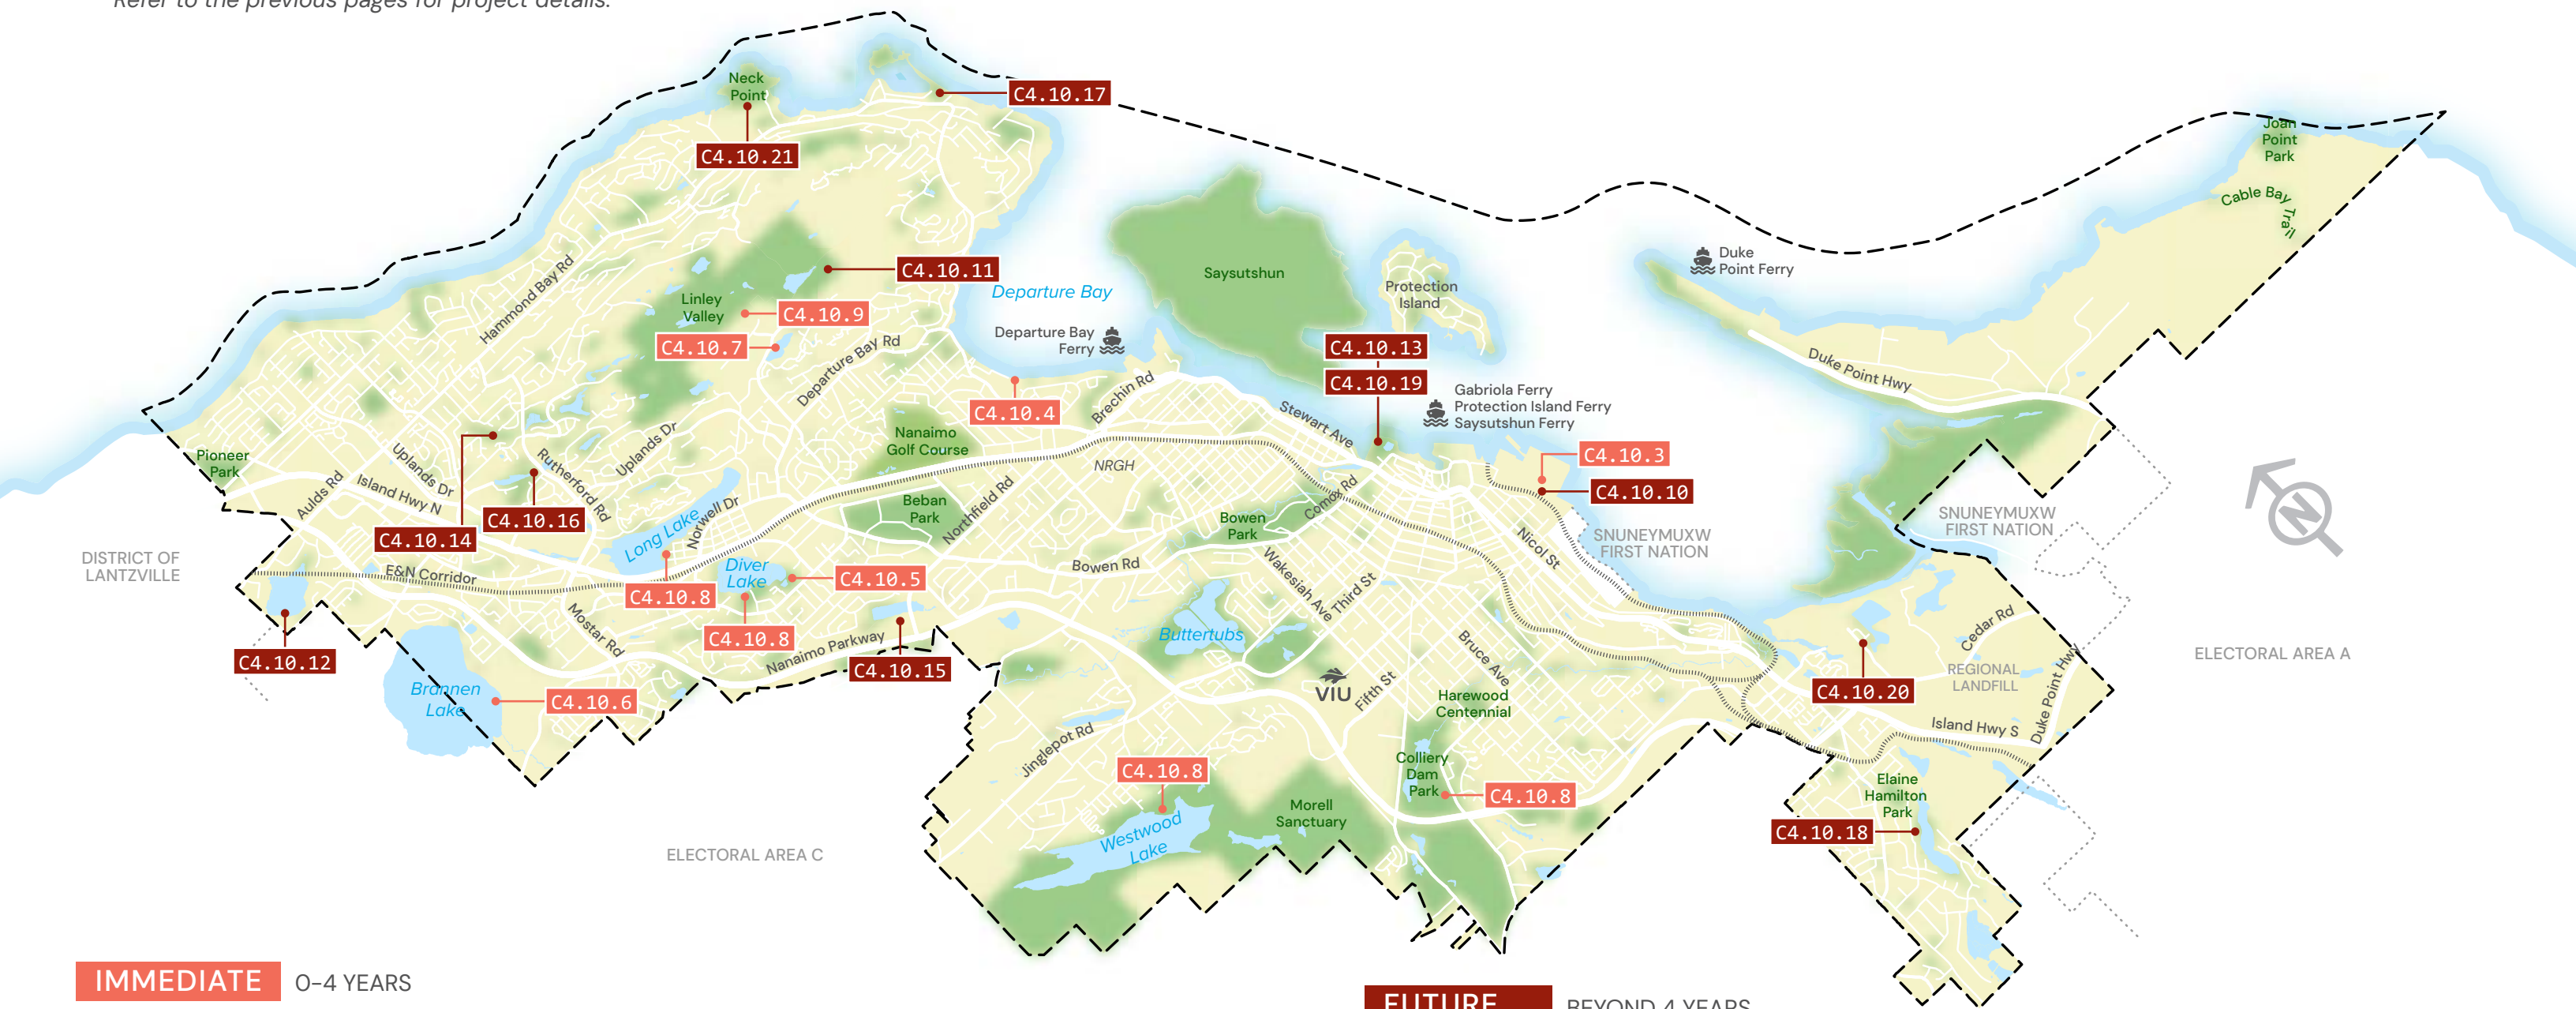 Refer to the previous pages for project details.
Neck
Point
C4.10.17
C4.10.21
Joan
Point
Park
Cable Bay
Trail
Hammond Bay Rd
C4.10.11
Departure Bay
Saysutshun
Duke
Point Ferry
Linley
Valley
C4.10.9
C4.10.7
Departure Bay Rd
Departure Bay
Ferry
Protection
Island
C4.10.13
C4.10.19
Duke Point Hwy
C4.10.4
Brechin Rd
Stewart Ave
Gabriola Ferry
Protection Island Ferry
Saysutshun Ferry
Pioneer
Park
Uplands Dr
Aulds Rd
Island Hwy N
Rutherford Rd
Uplands Dr
Nanaimo
Golf Course
NRGH
C4.10.3
C4.10.10
C4.10.14
C4.10.16
Long Lake
Norwell Dr
Beban
Park
Northfield Rd
Bowen
Park
Comox Rd
Nicol St
SNUNEYMUXW
FIRST NATION
SNUNEYMUXW
FIRST NATION
N
DISTRICT OF
LANTZVILLE
E&N Corridor
C4.10.8
Diver
Lake
C4.10.5
Bowen Rd
Wakesiah Ave
Third St
C4.10.12
Mostar Rd
C4.10.8
Nanaimo Parkway
C4.10.15
Buttertubs
Bruce Ave
Cedar Rd
REGIONAL
LANDFILL
C4.10.20
ELECTORAL AREA A
Brannen
Lake
C4.10.6
VIU
Fifth St
Harewood
Centennial
Island Hwy S
Duke Point Hwy
Jinglepot Rd
C4.10.8
Colliery
Dam
Park
C4.10.8
Elaine
Hamilton
Park
C4.10.18
Westwood
Lake
Morell
Sanctuary
ELECTORAL AREA C
IMMEDIATE 0-4 YEARS
FUTURE BEYOND 4 YEARS